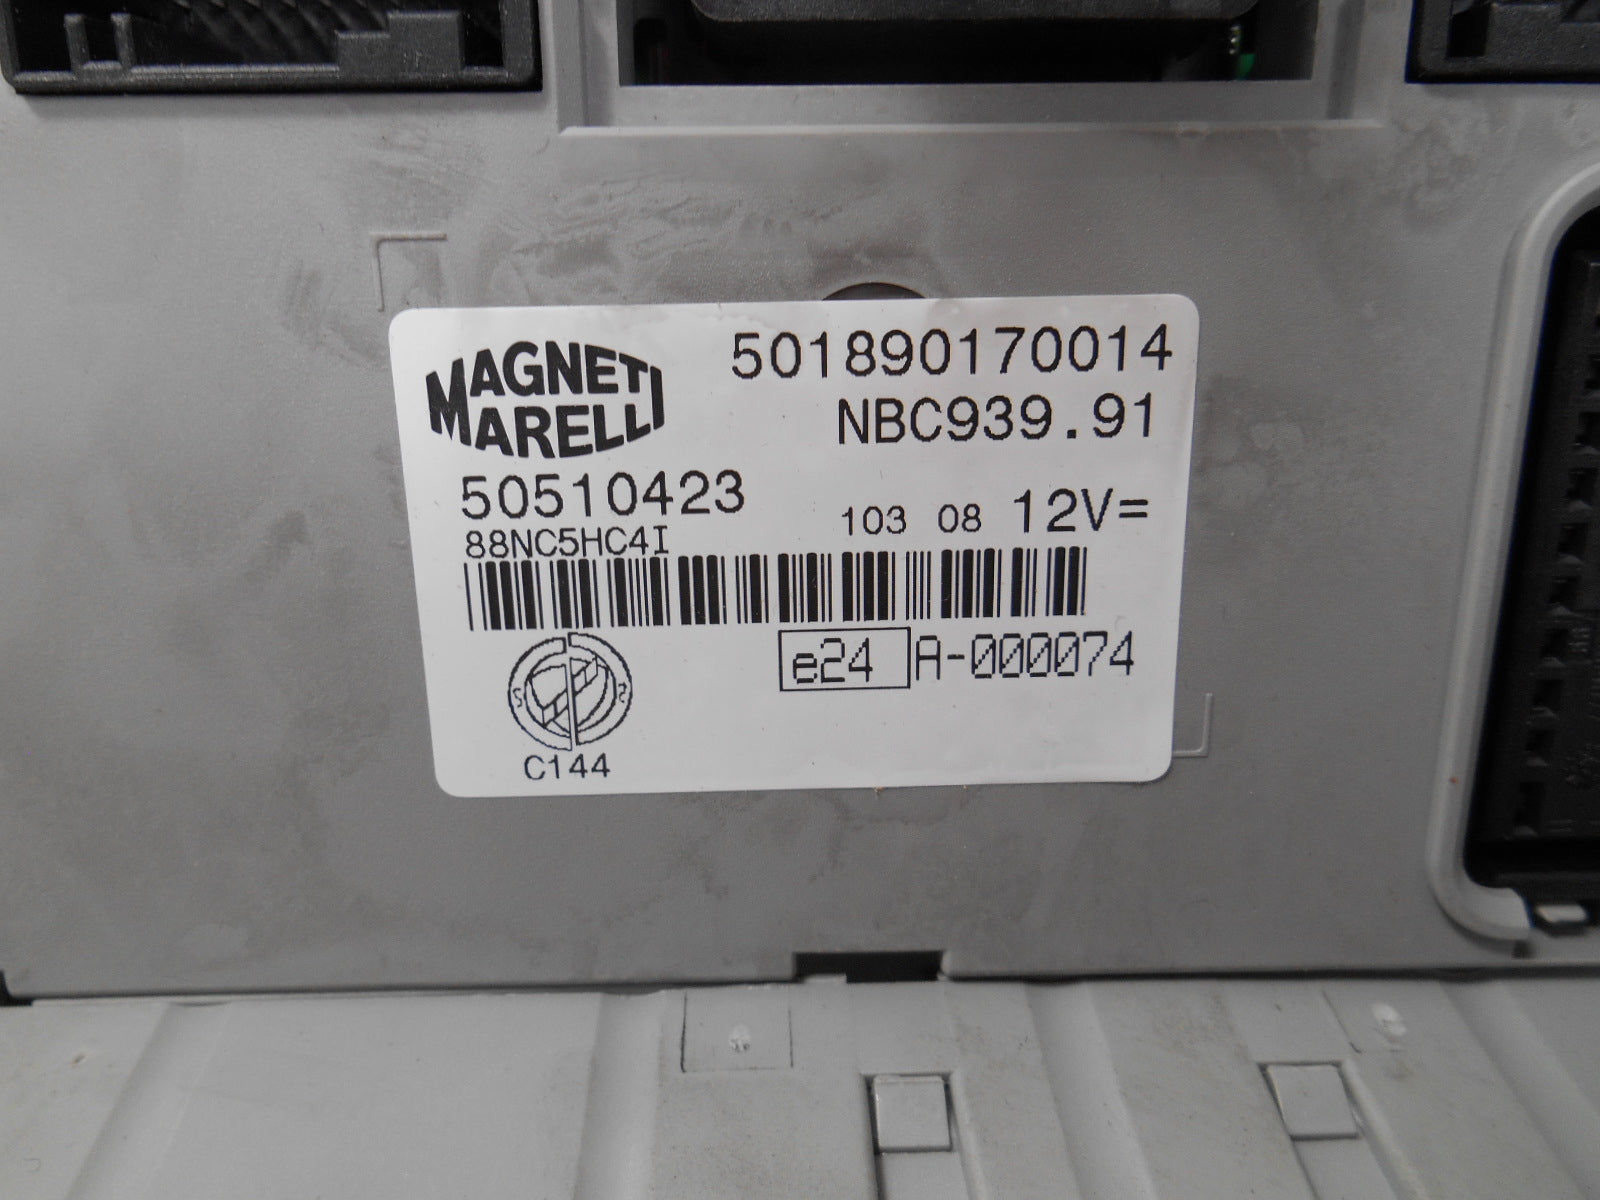 MAGNETI
MARELLI
501890170014
NBC939.91
50510423
103 08 12V=
88NC5HC4I
e24 A-000074
C144